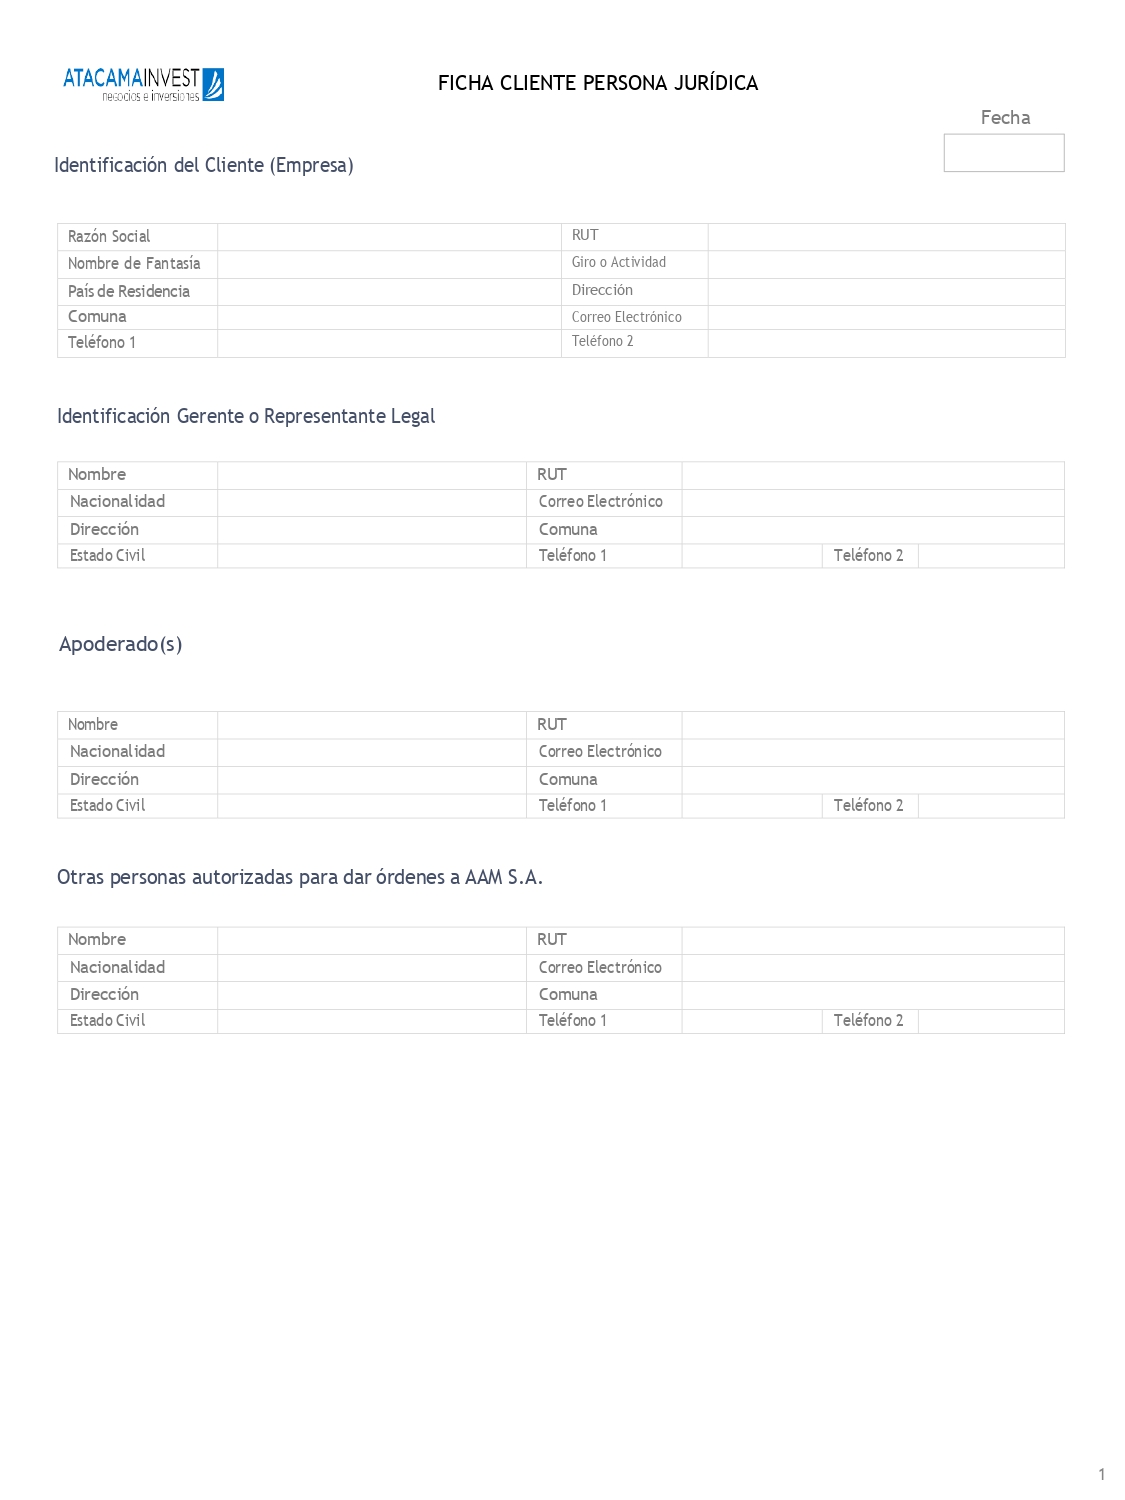 ATACAMAINVEST
negocios e inversiones
FICHA CLIENTE PERSONA JURÍDICA
Fecha
Identificación del Cliente (Empresa)
Razón Social RUT
Nombre de Fantasía Giro o Actividad
País de Residencia Dirección
Comuna Correo Electrónico
Teléfono 1 Teléfono 2
Identificación Gerente o Representante Legal
Nombre RUT
Nacionalidad Correo Electrónico
Dirección Comuna
Estado Civil Teléfono 1 Teléfono 2
Apoderado(s)
Nombre RUT
Nacionalidad Correo Electrónico
Dirección Comuna
Estado Civil Teléfono 1 Teléfono 2
Otras personas autorizadas para dar órdenes a AAM S.A.
Nombre RUT
Nacionalidad Correo Electrónico
Dirección Comuna
Estado Civil Teléfono 1 Teléfono 2
1